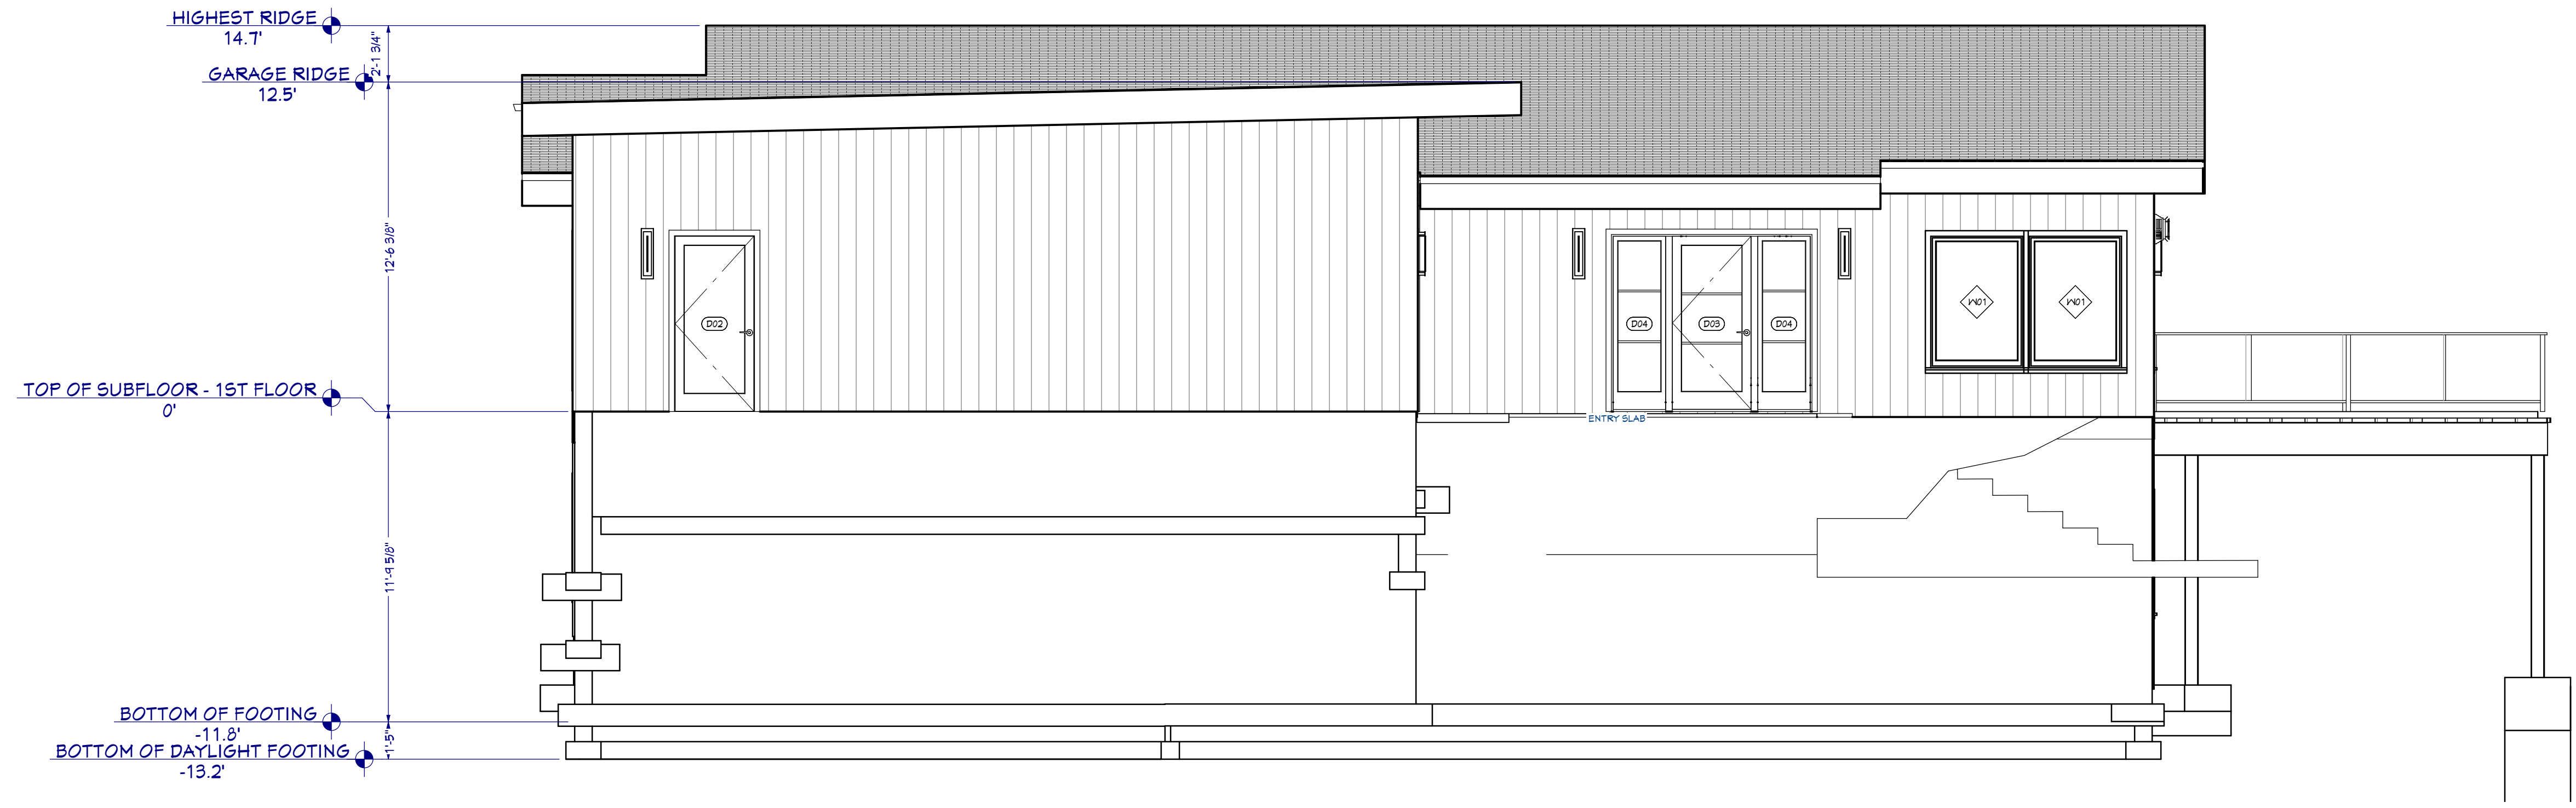 HIGHEST RIDGE
14.7'
2'-1 3/4"
GARAGE RIDGE
12.5'
12'-6 3/8"
D02
D04
D03
D04
W01
W01
TOP OF SUBFLOOR - 1ST FLOOR
0'
ENTRY SLAB
11'-9 5/8"
BOTTOM OF FOOTING
-11.8'
1'-5"
BOTTOM OF DAYLIGHT FOOTING
-13.2'